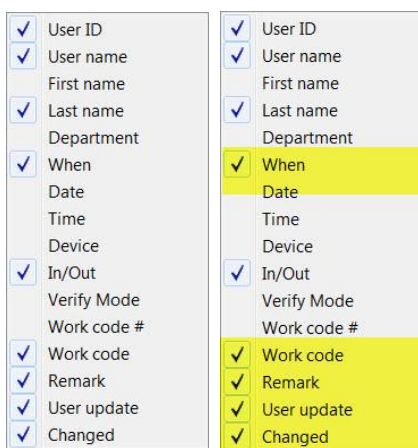 User ID
User name
First name
Last name
Department
When
Date
Time
Device
In/Out
Verify Mode
Work code #
Work code
Remark
User update
Changed
User ID
User name
First name
Last name
Department
When
Date
Time
Device
In/Out
Verify Mode
Work code #
Work code
Remark
User update
Changed